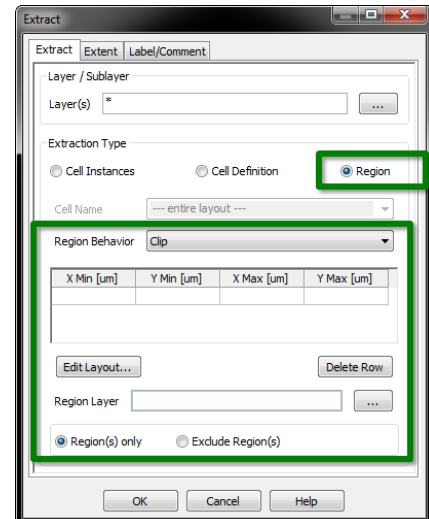 Extract
Extract Extent Label/Comment
Layer / Sublayer
Layer(s) * ...
Extraction Type
Cell Instances Cell Definition Region
Cell Name --- entire layout ---
Region Behavior Clip
X Min [um] Y Min [um] X Max [um] Y Max [um]
Edit Layout... Delete Row
Region Layer ...
Region(s) only Exclude Region(s)
OK Cancel Help